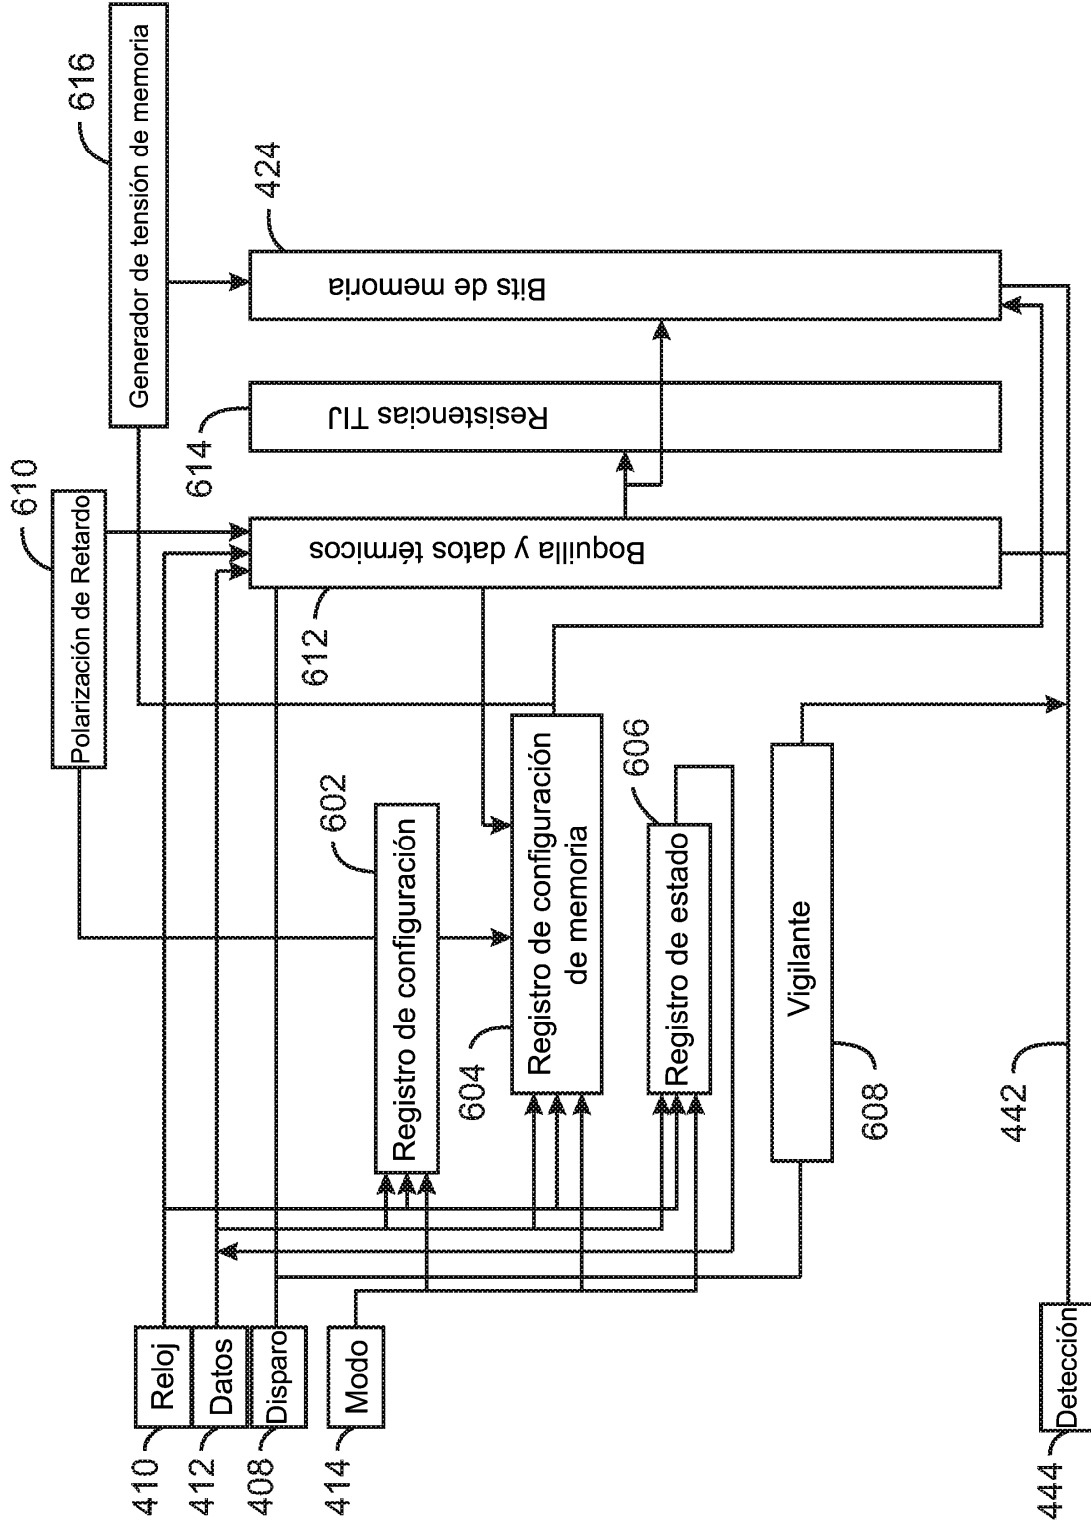 616
Generador de tensión de memoria
610
Polarización de Retardo
424
Bits de memoria
614
Resistencias TIJ
612
Boquilla y datos térmicos
602
Registro de configuración
604
Registro de configuración
de memoria
606
Registro de estado
608
Vigilante
442
410
Reloj
412
Datos
408
Disparo
414
Modo
444
Detección